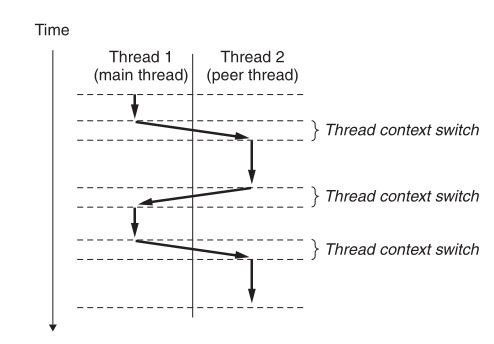 Time
Thread 1
(main thread)
Thread 2
(peer thread)
Thread context switch
Thread context switch
Thread context switch